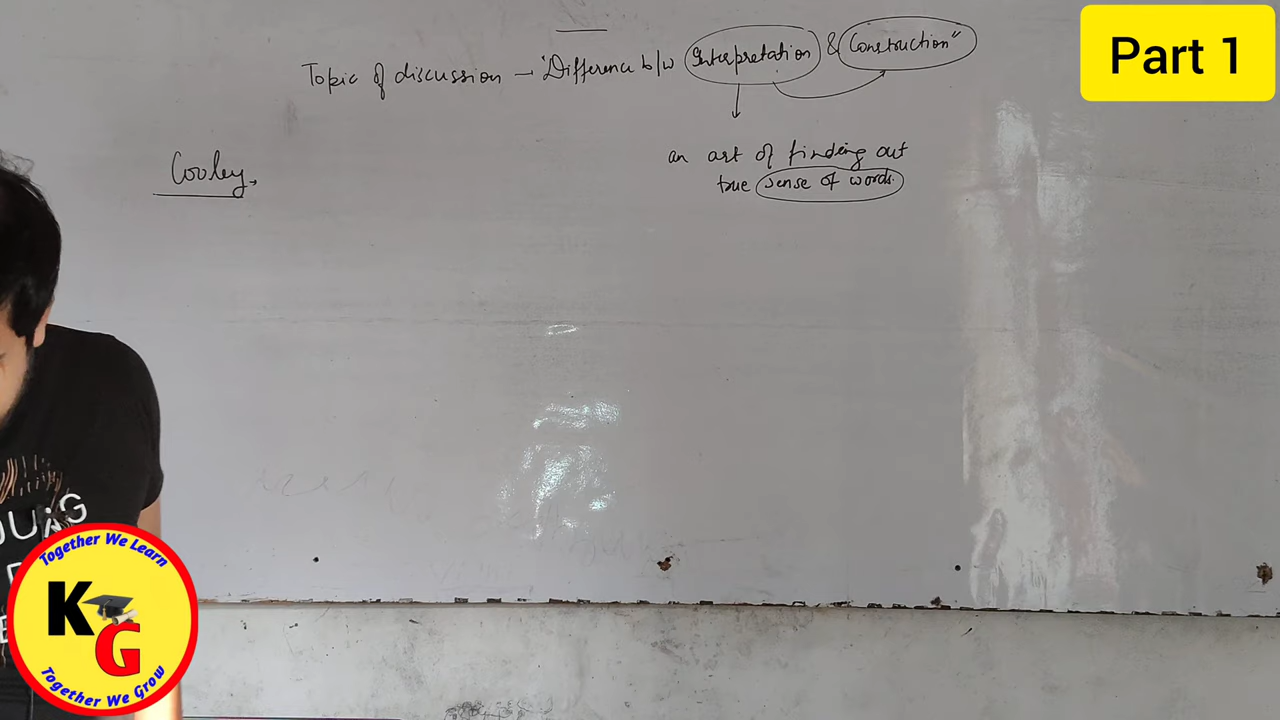 Topic of discussion → "Difference b/w Interpretation & Construction"
Part 1
Cooley,
an art of finding out
true sense of words.
Together We Learn
KG
Together We Grow